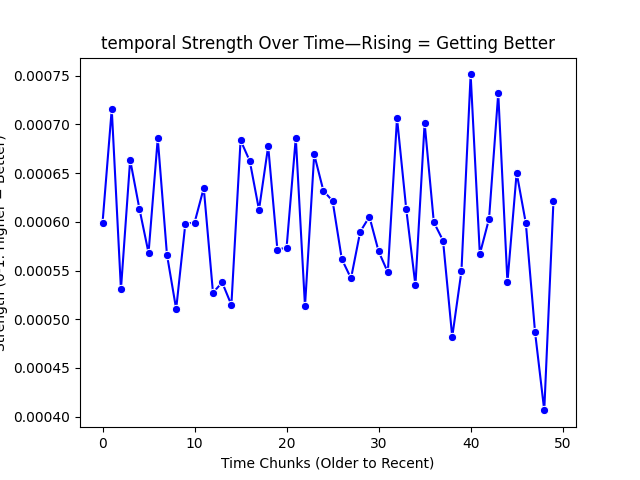 temporal Strength Over Time—Rising = Getting Better
Strength (0-1: Higher = Better)
0.00075
0.00070
0.00065
0.00060
0.00055
0.00050
0.00045
0.00040
0 10 20 30 40 50
Time Chunks (Older to Recent)